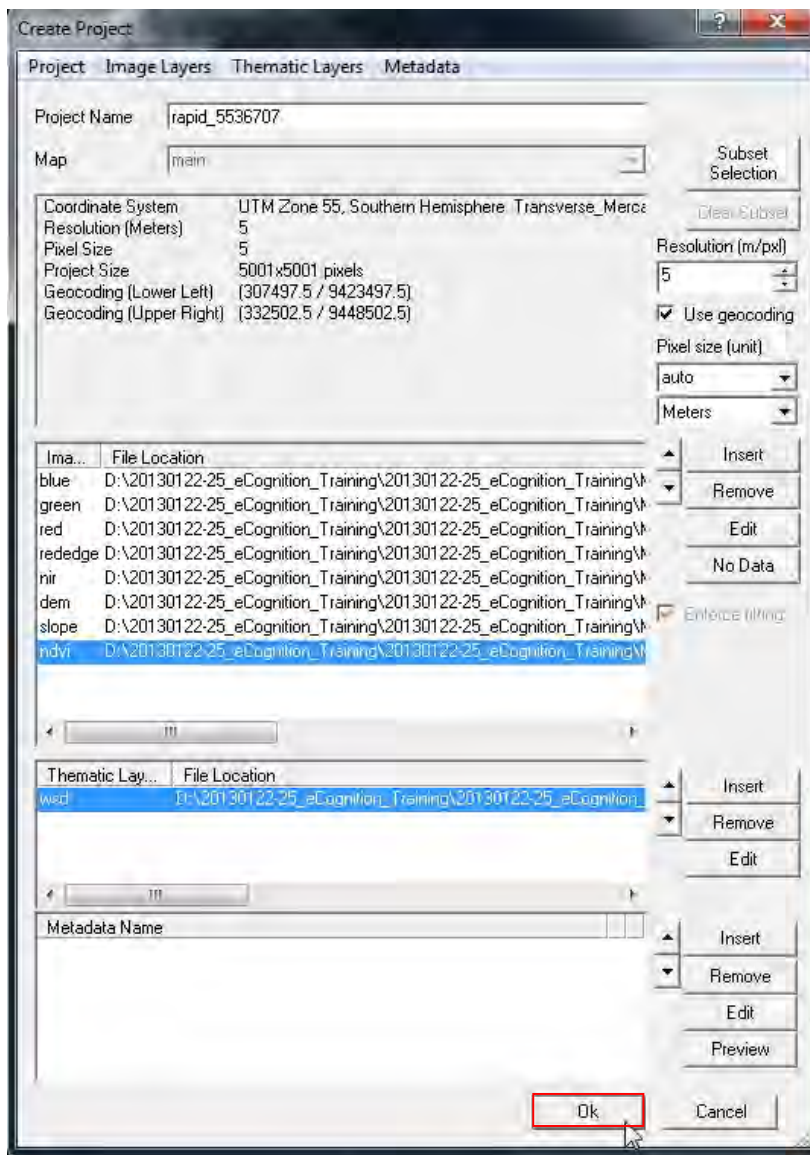 Create Project
Project Image Layers Thematic Layers Metadata
Project Name rapid_5536707
Map main
Subset Selection
Clear Subset
Coordinate System UTM Zone 55, Southern Hemisphere Transverse_Merca
Resolution (Meters) 5
Pixel Size 5
Project Size 5001x5001 pixels
Geocoding (Lower Left) (307497.5 / 9423497.5)
Geocoding (Upper Right) (332502.5 / 9448502.5)
Resolution (m/pxl)
5
Use geocoding
Pixel size (unit)
auto
Meters
Ima... File Location
blue D:\20130122-25_eCognition_Training\20130122-25_eCognition_Training\
green D:\20130122-25_eCognition_Training\20130122-25_eCognition_Training\
red D:\20130122-25_eCognition_Training\20130122-25_eCognition_Training\
rededge D:\20130122-25_eCognition_Training\20130122-25_eCognition_Training\
nir D:\20130122-25_eCognition_Training\20130122-25_eCognition_Training\
dem D:\20130122-25_eCognition_Training\20130122-25_eCognition_Training\
slope D:\20130122-25_eCognition_Training\20130122-25_eCognition_Training\
ndvi D:\20130122-25_eCognition_Training\20130122-25_eCognition_Training\
Insert
Remove
Edit
No Data
Enforce fitting
Thematic Lay... File Location
wsd D:\20130122-25_eCognition_Training\20130122-25_eCognition_
Insert
Remove
Edit
Metadata Name
Insert
Remove
Edit
Preview
Ok
Cancel